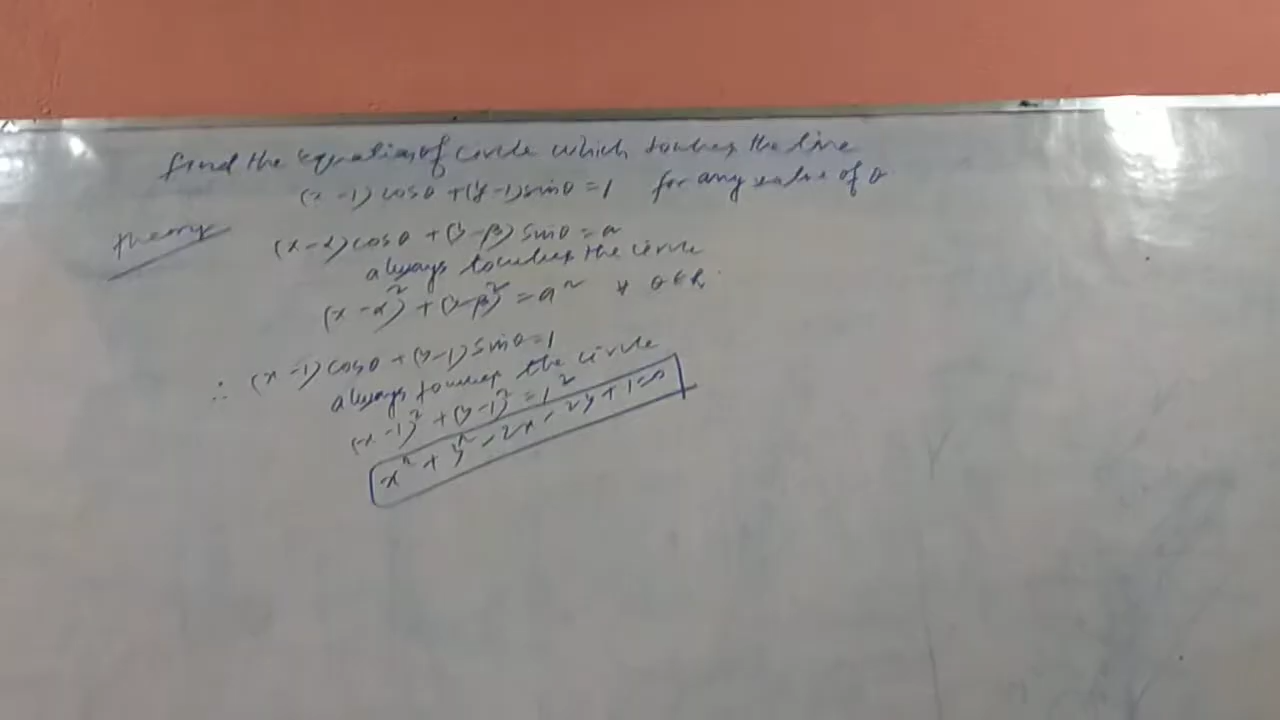 find the equation of circle which touches the line
(x-1)cosθ+(y-1)sinθ=1 for any value of θ.
theory
(x-α)cosθ+(y-β)sinθ=a
always touches the circle
(x-α)²+(y-β)²=a² ∀ θ∈R.
∴ (x-1)cosθ+(y-1)sinθ=1
always touches the circle
(x-1)²+(y-1)²=1²
x²+y²-2x-2y+1=0